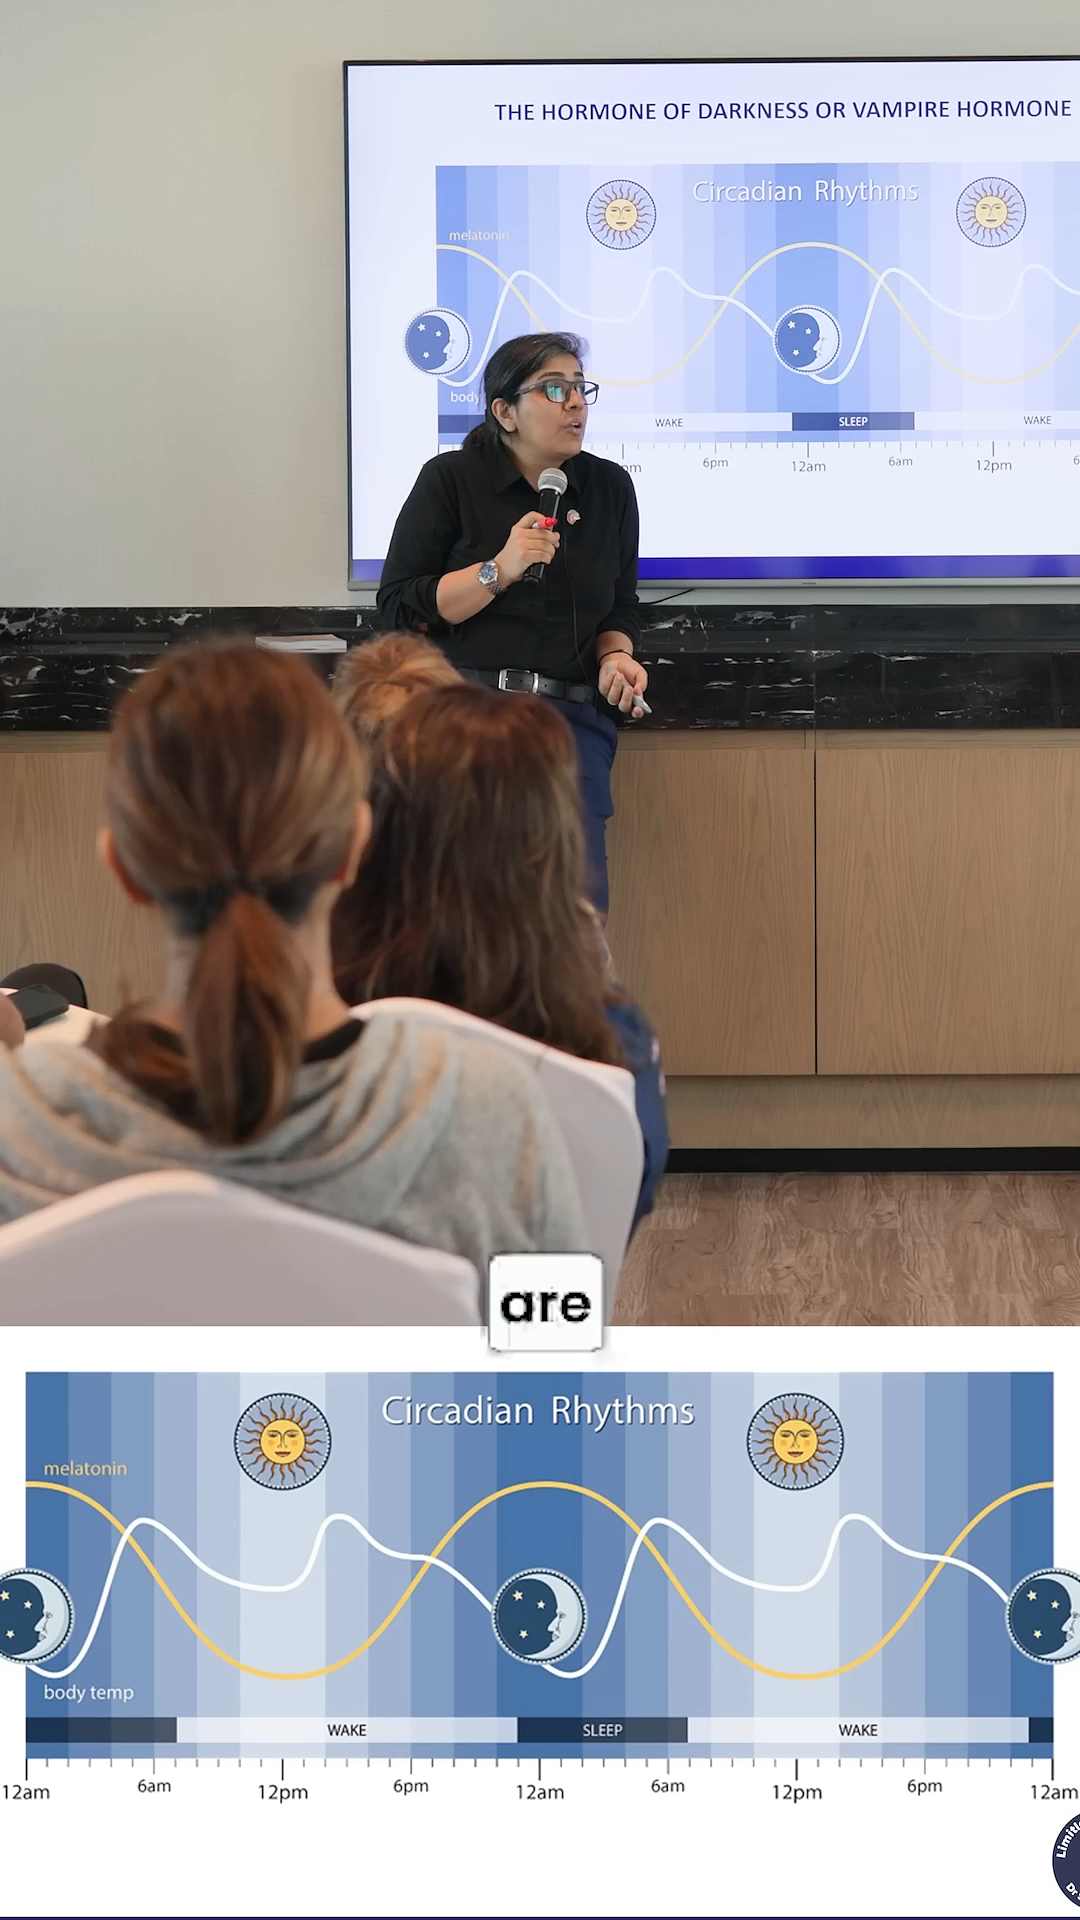 THE HORMONE OF DARKNESS OR VAMPIRE HORMONE
Circadian Rhythms
melatonin
body
WAKE
SLEEP
WAKE
6pm
12am
6am
12pm
are
Circadian Rhythms
melatonin
body temp
WAKE
SLEEP
WAKE
12am
6am
12pm
6pm
12am
6am
12pm
6pm
12am